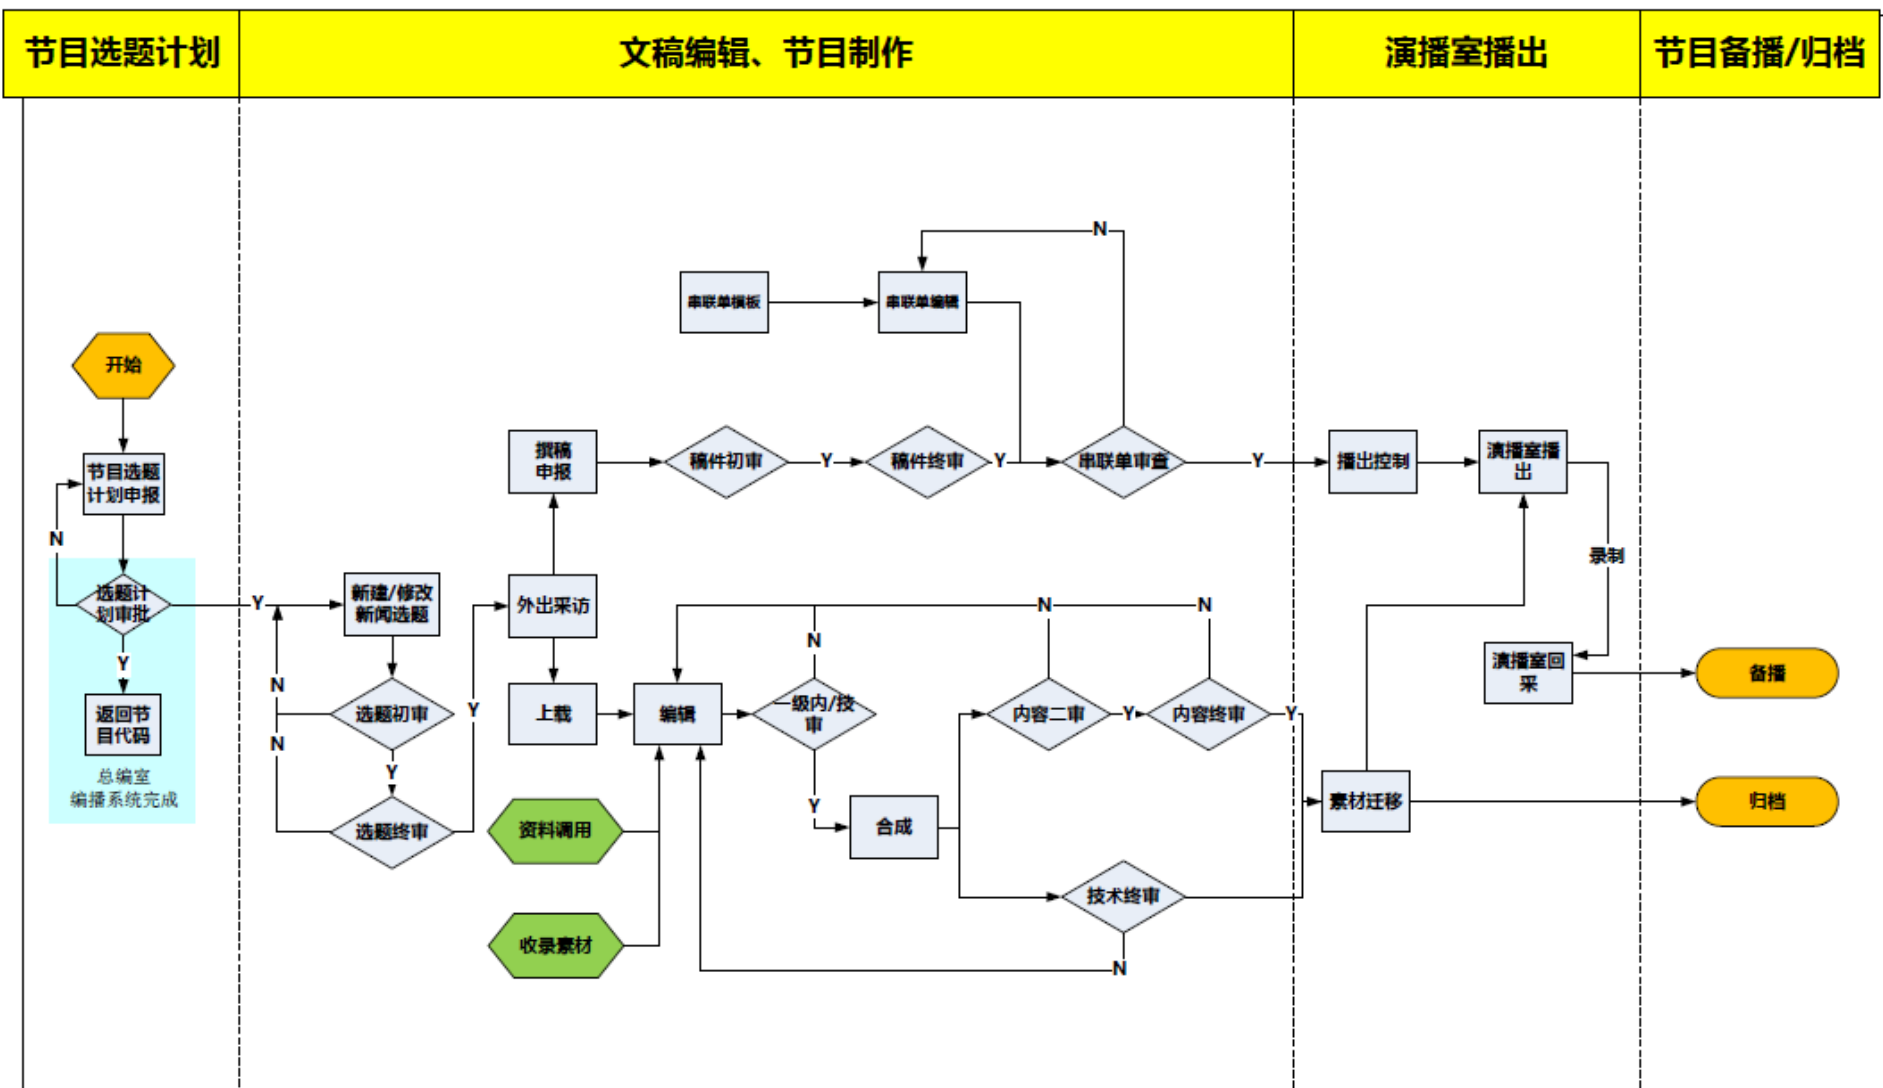 节目选题计划
文稿编辑、节目制作
演播室播出
节目备播/归档
开始
节目选题
计划申报
N
选题计
划审批
Y
Y
返回节
目代码
总编室
编播系统完成
新建/修改
新闻选题
选题初审
N
Y
N
选题终审
Y
外出采访
撰稿
申报
稿件初审
Y
稿件终审
Y
串联单模板
串联单编辑
N
串联单审查
Y
上载
编辑
资料调用
收录素材
一级内/技
审
N
Y
合成
内容二审
N
Y
内容终审
N
Y
技术终审
N
播出控制
演播室播
出
录制
演播室回
采
素材迁移
备播
归档